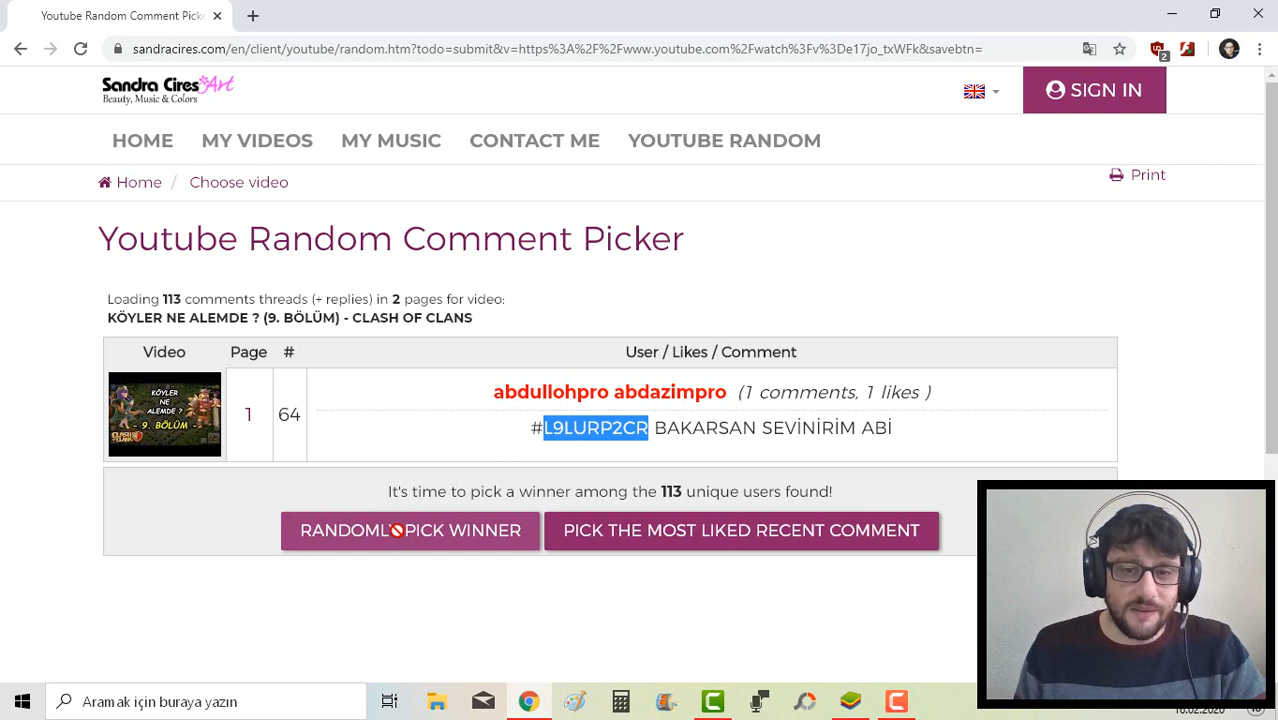 Youtube Random Comment Picke
sandracires.com/en/client/youtube/random.htm?todo=submit&v=https%3A%2F%2Fwww.youtube.com%2Fwatch%3Fv%3De17jo_txWFk&savebtn=
2
Sandra Cires Art
Beauty, Music & Colors
SIGN IN
HOME MY VIDEOS MY MUSIC CONTACT ME YOUTUBE RANDOM
Home / Choose video
Print
Youtube Random Comment Picker
Loading 113 comments threads (+ replies) in 2 pages for video:
KÖYLER NE ALEMDE ? (9. BÖLÜM) - CLASH OF CLANS
Video Page # User / Likes / Comment
KÖYLER
NE
ALEMDE ?
- 9. BÖLÜM -
1 64
abdullohpro abdazimpro (1 comments, 1 likes )
#L9LURP2CR BAKARSAN SEVİNİRİM ABİ
It's time to pick a winner among the 113 unique users found!
RANDOMLY PICK WINNER PICK THE MOST LIKED RECENT COMMENT
Aramak için buraya yazın
16.02.2020